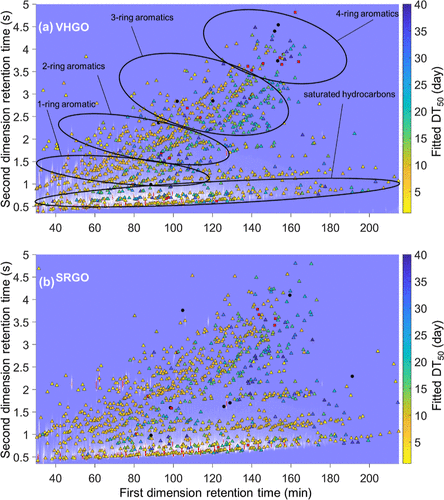 (a) VHGO
3-ring aromatics
4-ring aromatics
2-ring aromatics
1-ring aromatic
saturated hydrocarbons
Second dimension retention time (s)
5
4.5
4
3.5
3
2.5
2
1.5
1
0.5
40 60 80 100 120 140 160 180 200
40
35
30
25
20
15
10
5
Fitted DT50 (day)
(b) SRGO
Second dimension retention time (s)
5
4.5
4
3.5
3
2.5
2
1.5
1
0.5
40 60 80 100 120 140 160 180 200
First dimension retention time (min)
40
35
30
25
20
15
10
5
Fitted DT50 (day)